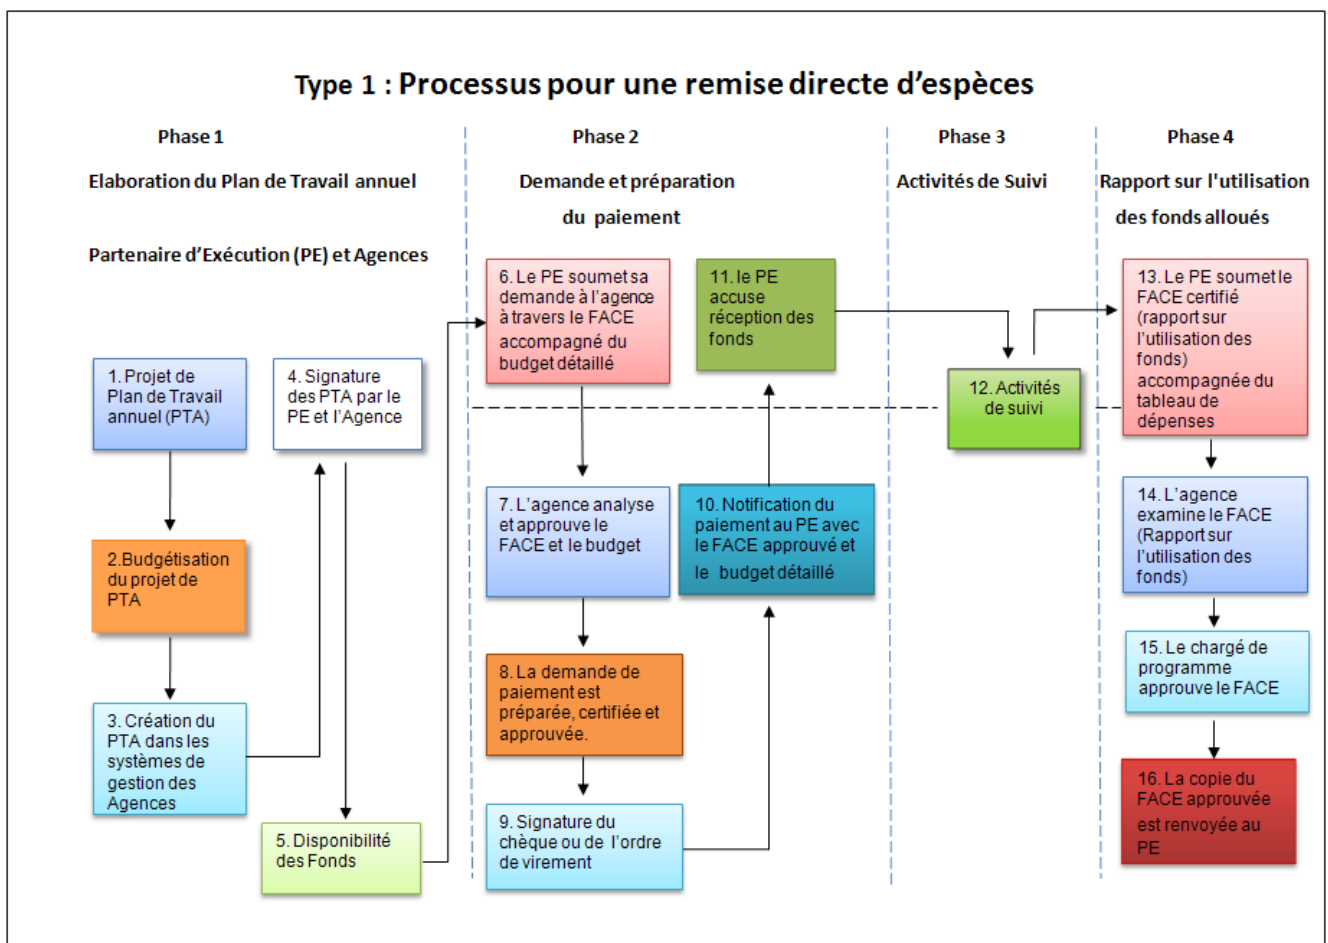 Type 1 : Processus pour une remise directe d'espèces
Phase 1
Elaboration du Plan de Travail annuel
Partenaire d'Exécution (PE) et Agences
1. Projet de
Plan de Travail
annuel (PTA)
2.Budgétisation
du projet de
PTA
3. Création du
PTA dans les
systèmes de
gestion des
Agences
4. Signature
des PTA par le
PE et l'Agence
5. Disponibilité
des Fonds
Phase 2
Demande et préparation
du paiement
6. Le PE soumet sa
demande à l'agence
à travers le FACE
accompagné du
budget détaillé
7. L'agence analyse
et approuve le
FACE et le budget
8. La demande de
paiement est
préparée, certifiée et
approuvée.
9. Signature du
chèque ou de l'ordre
de virement
10. Notification du
paiement au PE avec
le FACE approuvé et
le budget détaillé
11. le PE
accuse
réception des
fonds
Phase 3
Activités de Suivi
12. Activités
de suivi
Phase 4
Rapport sur l'utilisation
des fonds alloués
13. Le PE soumet le
FACE certifié
(rapport sur
l'utilisation des
fonds)
accompagnée du
tableau de
dépenses
14. L'agence
examine le FACE
(Rapport sur
l'utilisation des
fonds)
15. Le chargé de
programme
approuve le FACE
16. La copie du
FACE approuvée
est renvoyée au
PE